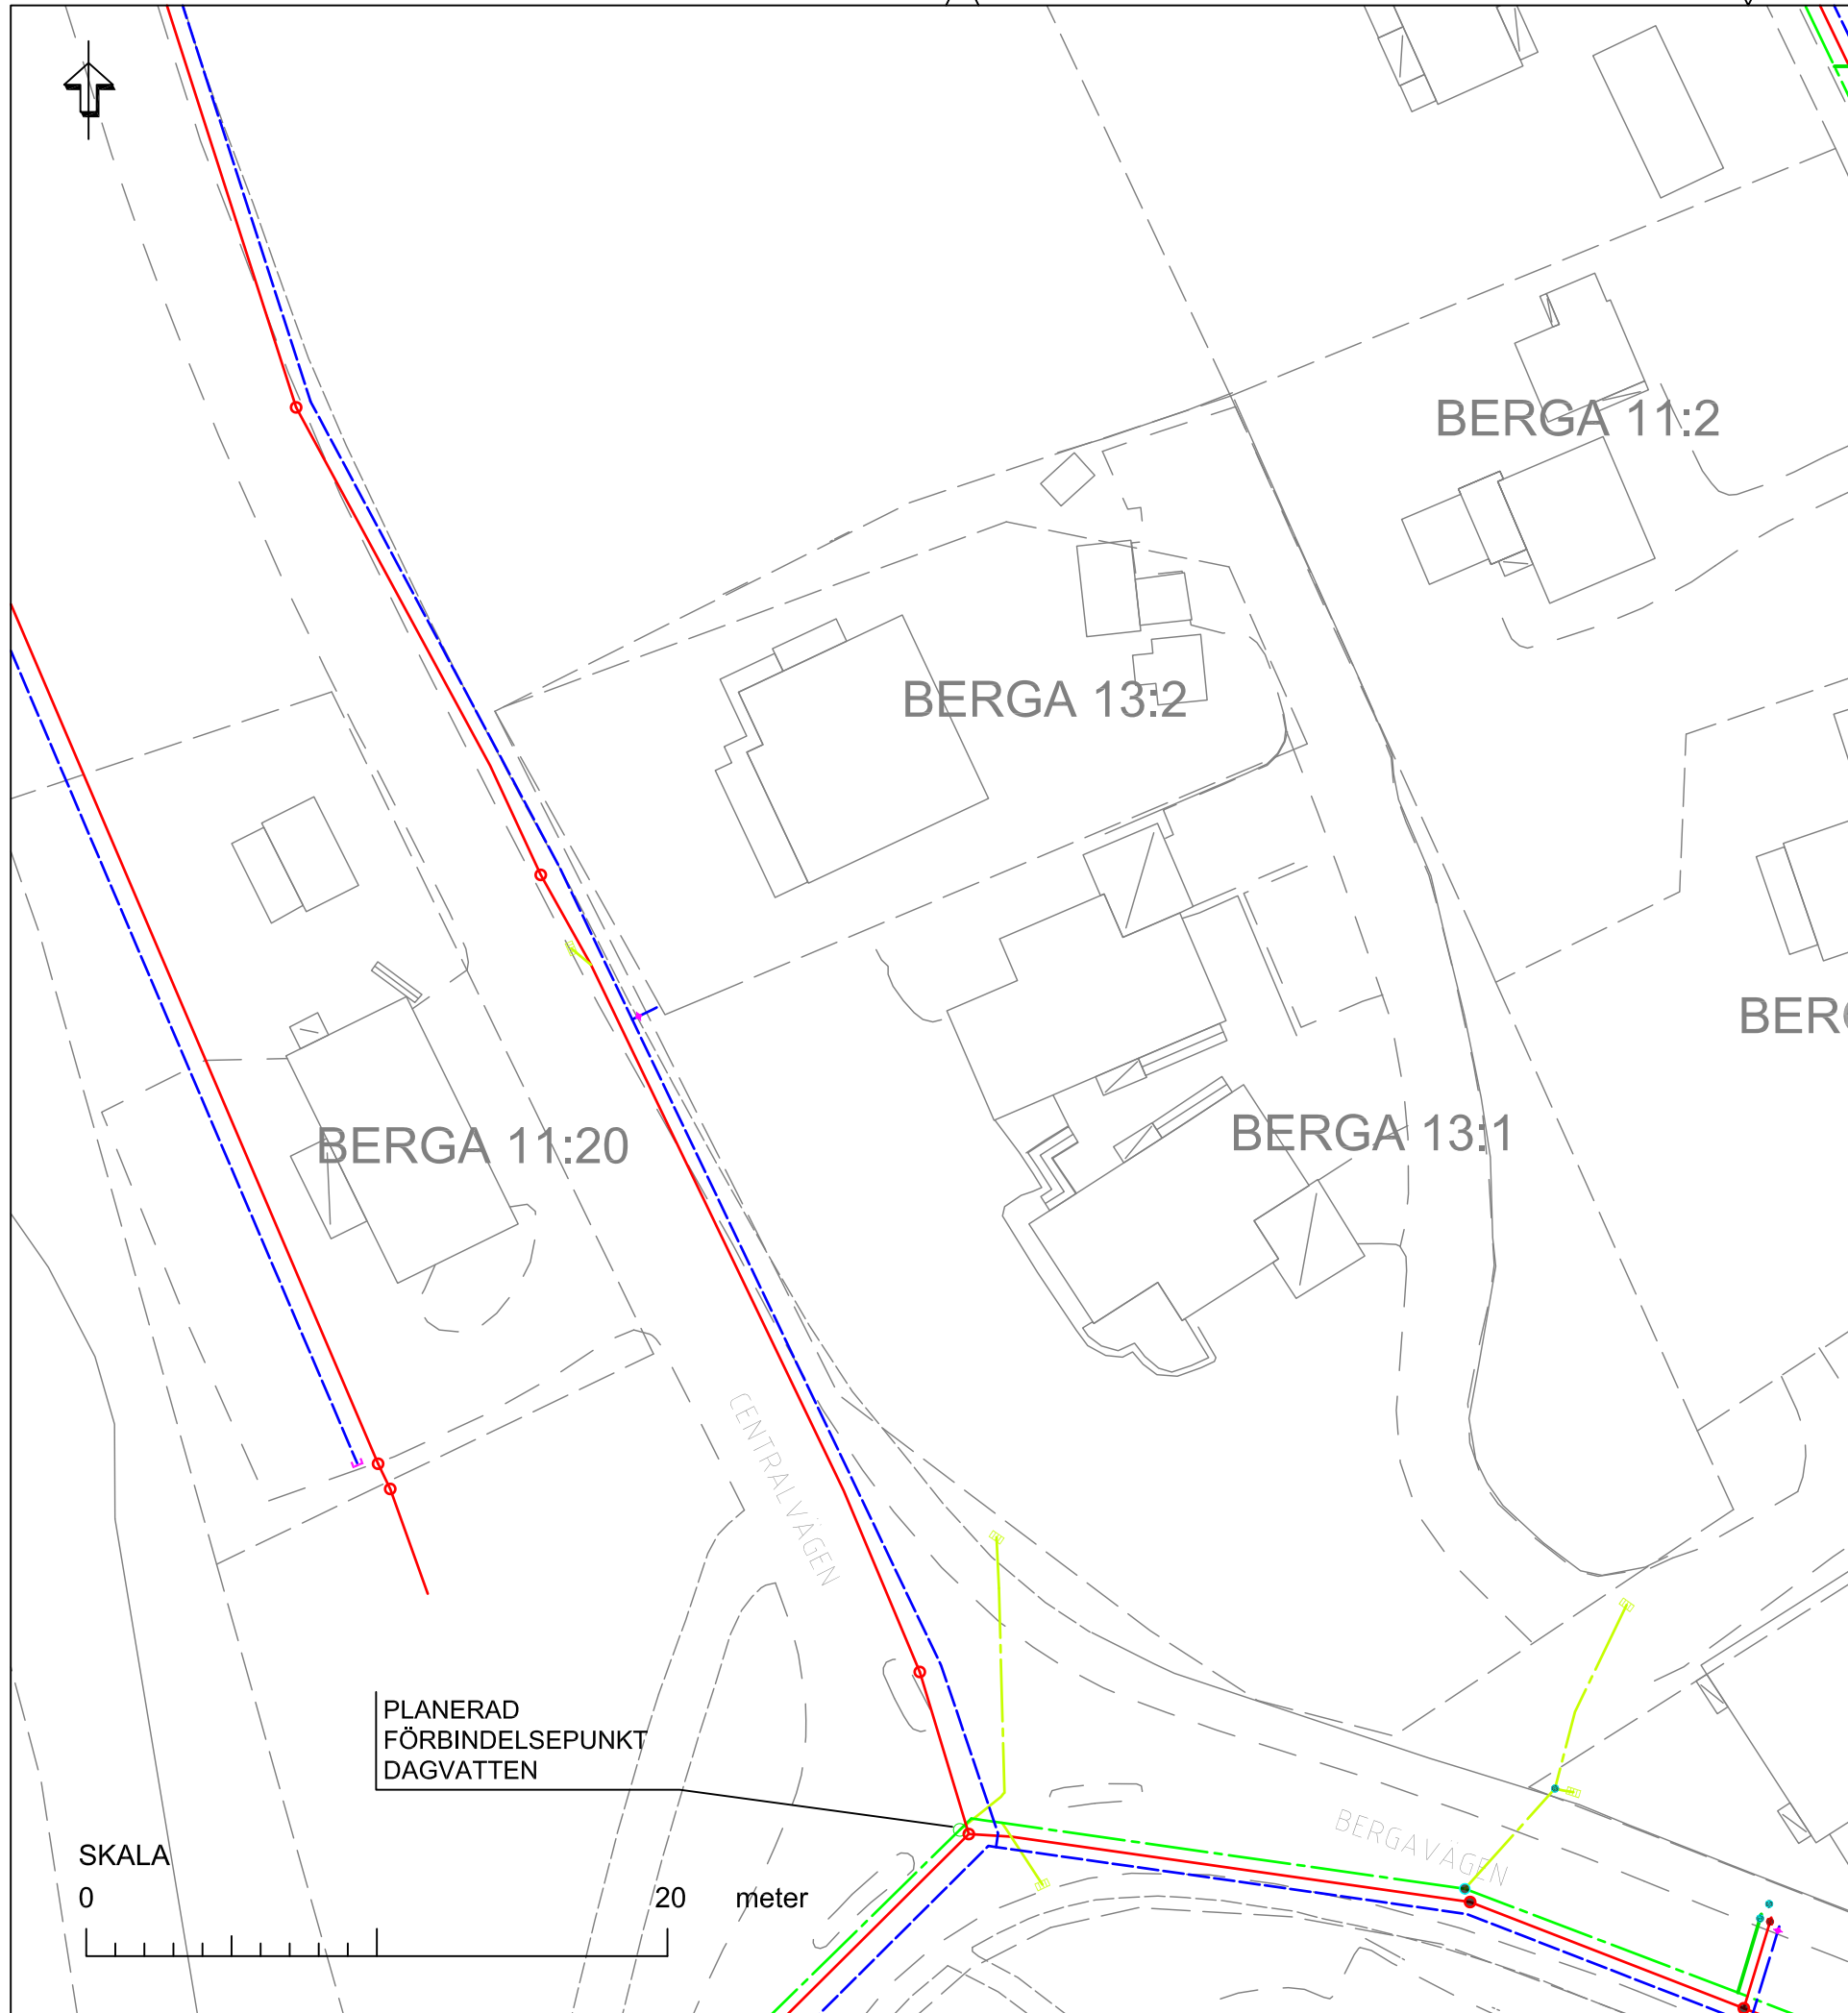 BERGA 11:2
BERGA 13:2
BERGA 13:1
BERGA 11:20
CENTRALVÄGEN
PLANERAD
FÖRBINDELSEPUNKT
DAGVATTEN
BERGAVÄGEN
SKALA
0 20 meter